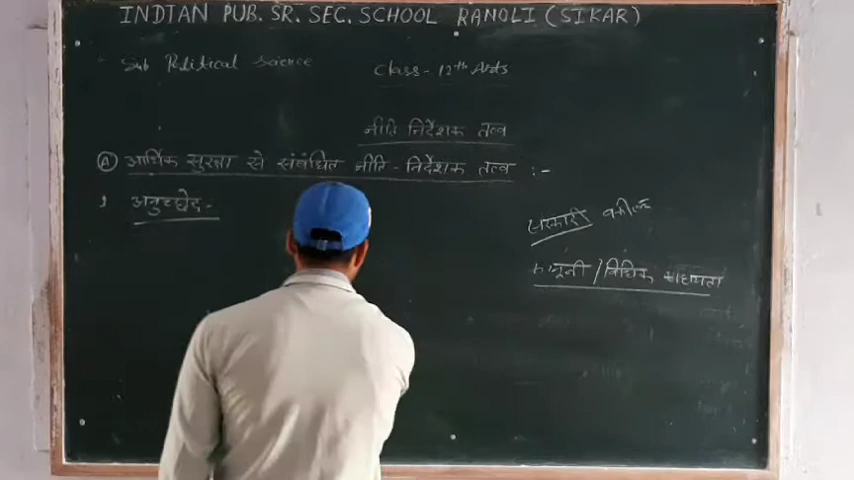 INDIAN PUB. SR. SEC. SCHOOL RANOLI (SIKAR)
Sub Political Science Class - 12th Arts
नीति निर्देशक तत्व
(A) आर्थिक सुरक्षा से संबंधित नीति - निर्देशक तत्व :-
1 अनुच्छेद -
सरकारी वकील
कानूनी / विधिक सहायता